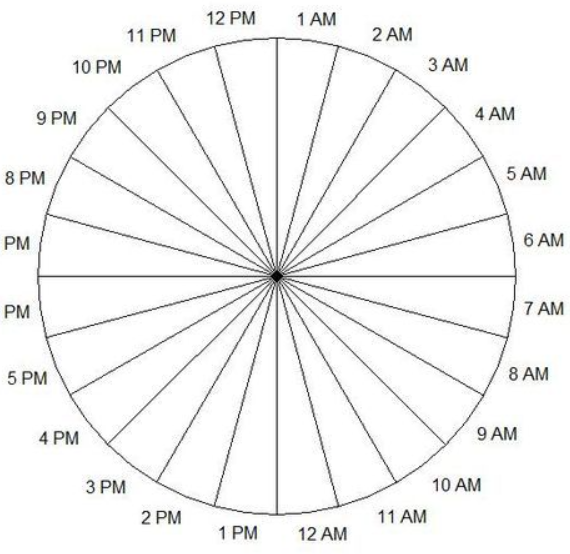 1 AM
2 AM
3 AM
4 AM
5 AM
6 AM
7 AM
8 AM
9 AM
10 AM
11 AM
12 AM
1 PM
2 PM
3 PM
4 PM
5 PM
PM
PM
8 PM
9 PM
10 PM
11 PM
12 PM